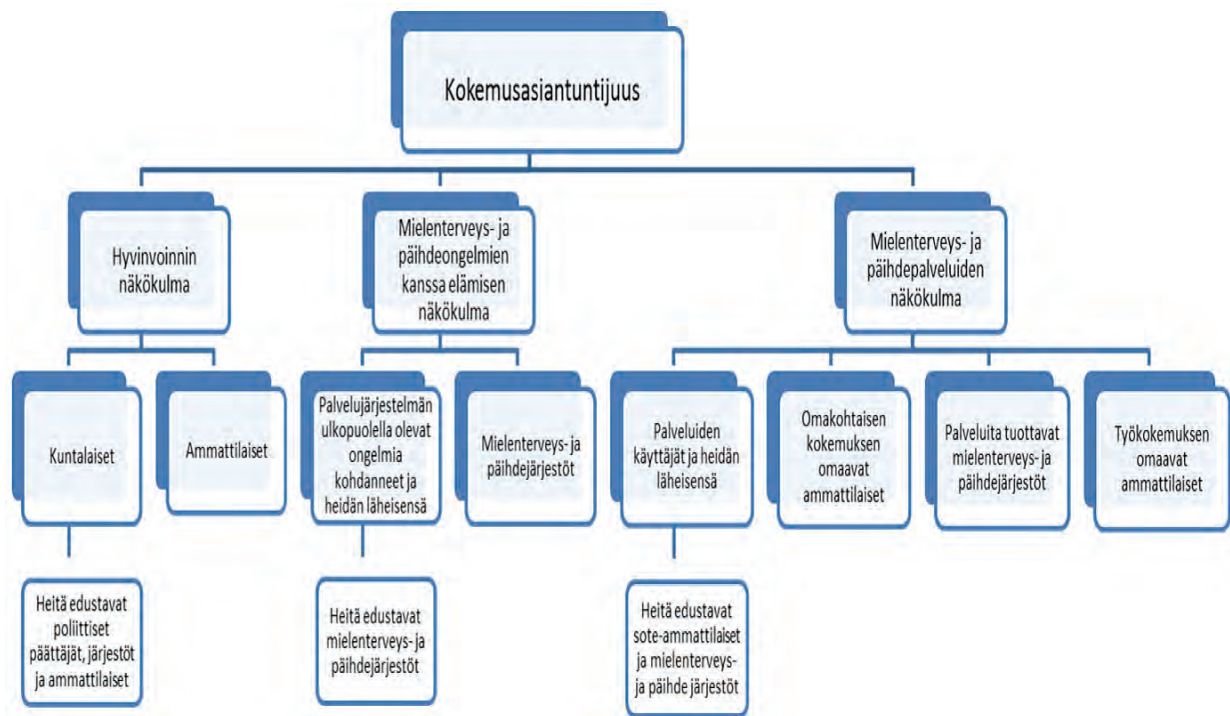 Kokemusasiantuntijuus
Hyvinvoinnin
näkökulma
Mielenterveys- ja
päihdeongelmien
kanssa elämisen
näkökulma
Mielenterveys- ja
päihdepalveluiden
näkökulma
Kuntalaiset
Ammattilaiset
Palvelujärjestelmän
ulkopuolella olevat
ongelmia
kohdanneet ja
heidän läheisensä
Mielenterveys- ja
päihdejärjestöt
Palveluiden
käyttäjät ja heidän
läheisensä
Omakohtaisen
kokemuksen
omaavat
ammattilaiset
Palveluita tuottavat
mielenterveys- ja
päihdejärjestöt
Työkokemuksen
omaavat
ammattilaiset
Heitä edustavat
poliittiset
päättäjät, järjestöt
ja ammattilaiset
Heitä edustavat
mielenterveys- ja
päihdejärjestöt
Heitä edustavat
sote-ammattilaiset
ja mielenterveys-
ja päihde järjestöt